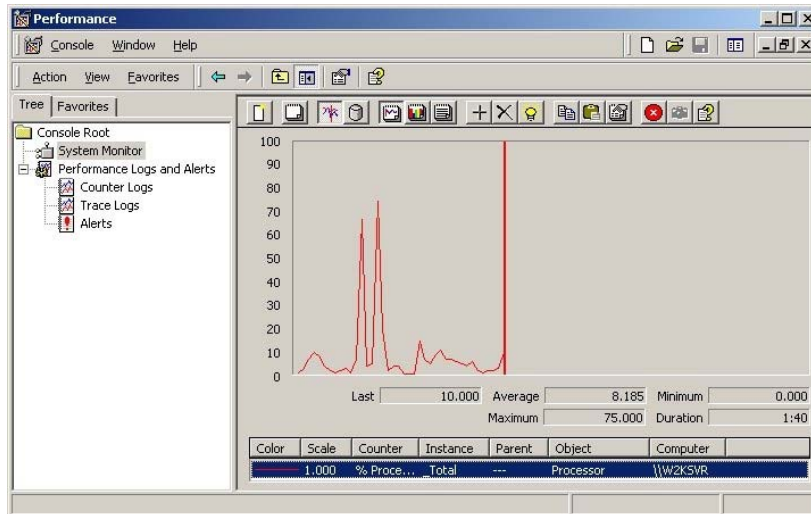 Performance
Console Window Help
Action View Favorites
Tree Favorites
Console Root
System Monitor
Performance Logs and Alerts
Counter Logs
Trace Logs
Alerts
100
90
80
70
60
50
40
30
20
10
0
Last 10.000 Average 8.185 Minimum 0.000
Maximum 75.000 Duration 1:40
Color Scale Counter Instance Parent Object Computer
1.000 % Proce... _Total --- Processor \\W2KSVR